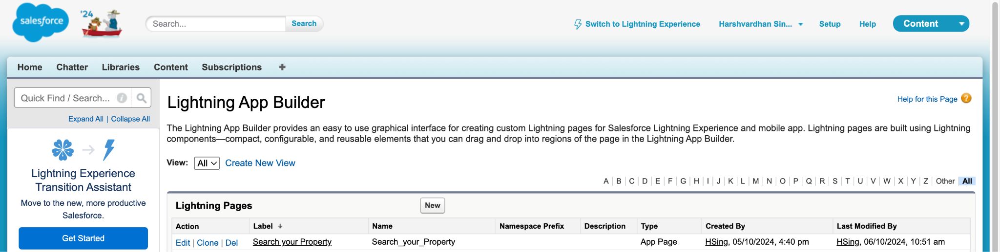 salesforce
'24
Search...
Search
Switch to Lightning Experience
Harshvardhan Sin...
Setup
Help
Content
Home
Chatter
Libraries
Content
Subscriptions
Quick Find / Search...
Expand All | Collapse All
Lightning Experience
Transition Assistant
Move to the new, more productive
Salesforce.
Get Started
Lightning App Builder
Help for this Page
The Lightning App Builder provides an easy to use graphical interface for creating custom Lightning pages for Salesforce Lightning Experience and mobile app. Lightning pages are built using Lightning
components—compact, configurable, and reusable elements that you can drag and drop into regions of the page in the Lightning App Builder.
View: All Create New View
A | B | C | D | E | F | G | H | I | J | K | L | M | N | O | P | Q | R | S | T | U | V | W | X | Y | Z | Other | All
Lightning Pages New
Action Label Name Namespace Prefix Description Type Created By Last Modified By
Edit | Clone | Del Search your Property Search_your_Property App Page HSing, 05/10/2024, 4:40 pm HSing, 06/10/2024, 10:51 am